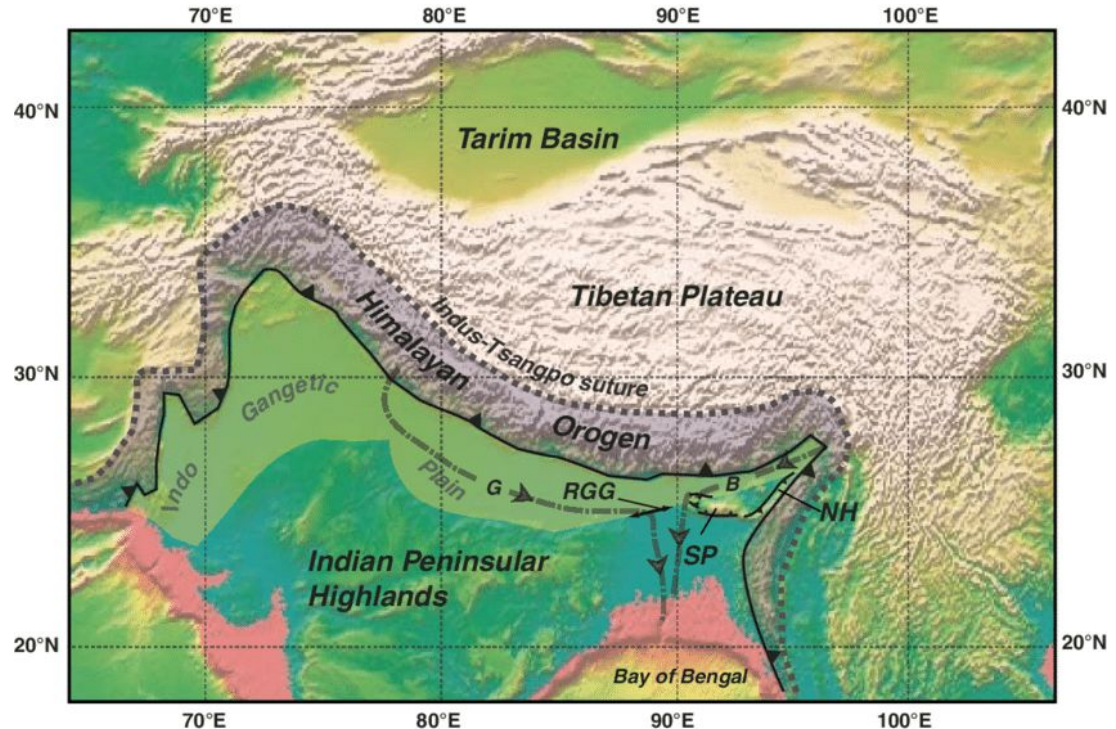 70°E 80°E 90°E 100°E
40°N 40°N
Tarim Basin
Tibetan Plateau
Indus-Tsangpo suture
Himalayan
30°N 30°N
Gangetic
Orogen
Plain
B
G RGG
Indo
NH
SP
Indian Peninsular
Highlands
20°N 20°N
Bay of Bengal
70°E 80°E 90°E 100°E